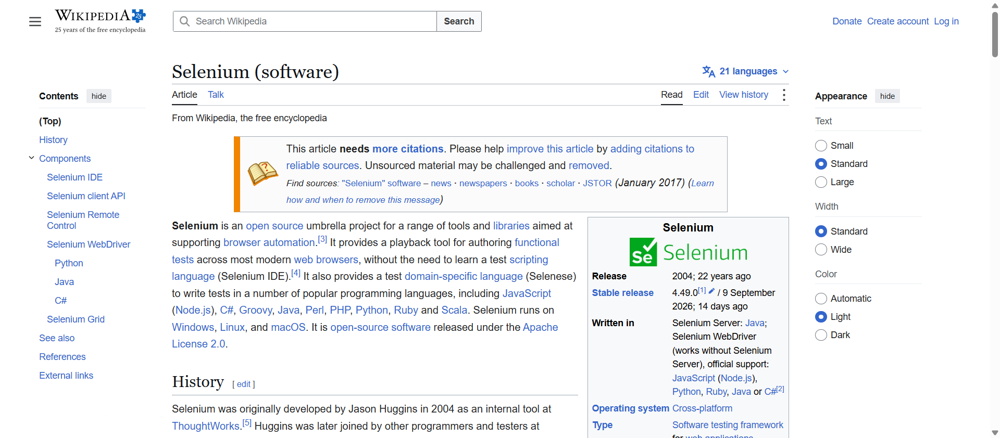 WIKIPEDIA 25
25 years of the free encyclopedia
Search Wikipedia
Search
Donate Create account Log in
Contents hide
(Top)
History
Components
Selenium IDE
Selenium client API
Selenium Remote
Control
Selenium WebDriver
Python
Java
C#
Selenium Grid
See also
References
External links
Selenium (software)
21 languages
Article Talk
Read Edit View history
From Wikipedia, the free encyclopedia
This article needs more citations. Please help improve this article by adding citations to
reliable sources. Unsourced material may be challenged and removed.
Find sources: "Selenium" software – news · newspapers · books · scholar · JSTOR (January 2017) (Learn
how and when to remove this message)
Selenium is an open source umbrella project for a range of tools and libraries aimed at
supporting browser automation.[3] It provides a playback tool for authoring functional
tests across most modern web browsers, without the need to learn a test scripting
language (Selenium IDE).[4] It also provides a test domain-specific language (Selenese)
to write tests in a number of popular programming languages, including JavaScript
(Node.js), C#, Groovy, Java, Perl, PHP, Python, Ruby and Scala. Selenium runs on
Windows, Linux, and macOS. It is open-source software released under the Apache
License 2.0.
History [ edit ]
Selenium was originally developed by Jason Huggins in 2004 as an internal tool at
ThoughtWorks.[5] Huggins was later joined by other programmers and testers at
Selenium
Se Selenium
Release 2004; 22 years ago
Stable release 4.49.0[1] / 9 September
2026; 14 days ago
Written in Selenium Server: Java;
Selenium WebDriver
(works without Selenium
Server), official support:
JavaScript (Node.js),
Python, Ruby, Java or C#[2]
Operating system Cross-platform
Type Software testing framework
for web applications
Appearance hide
Text
Small
Standard
Large
Width
Standard
Wide
Color
Automatic
Light
Dark